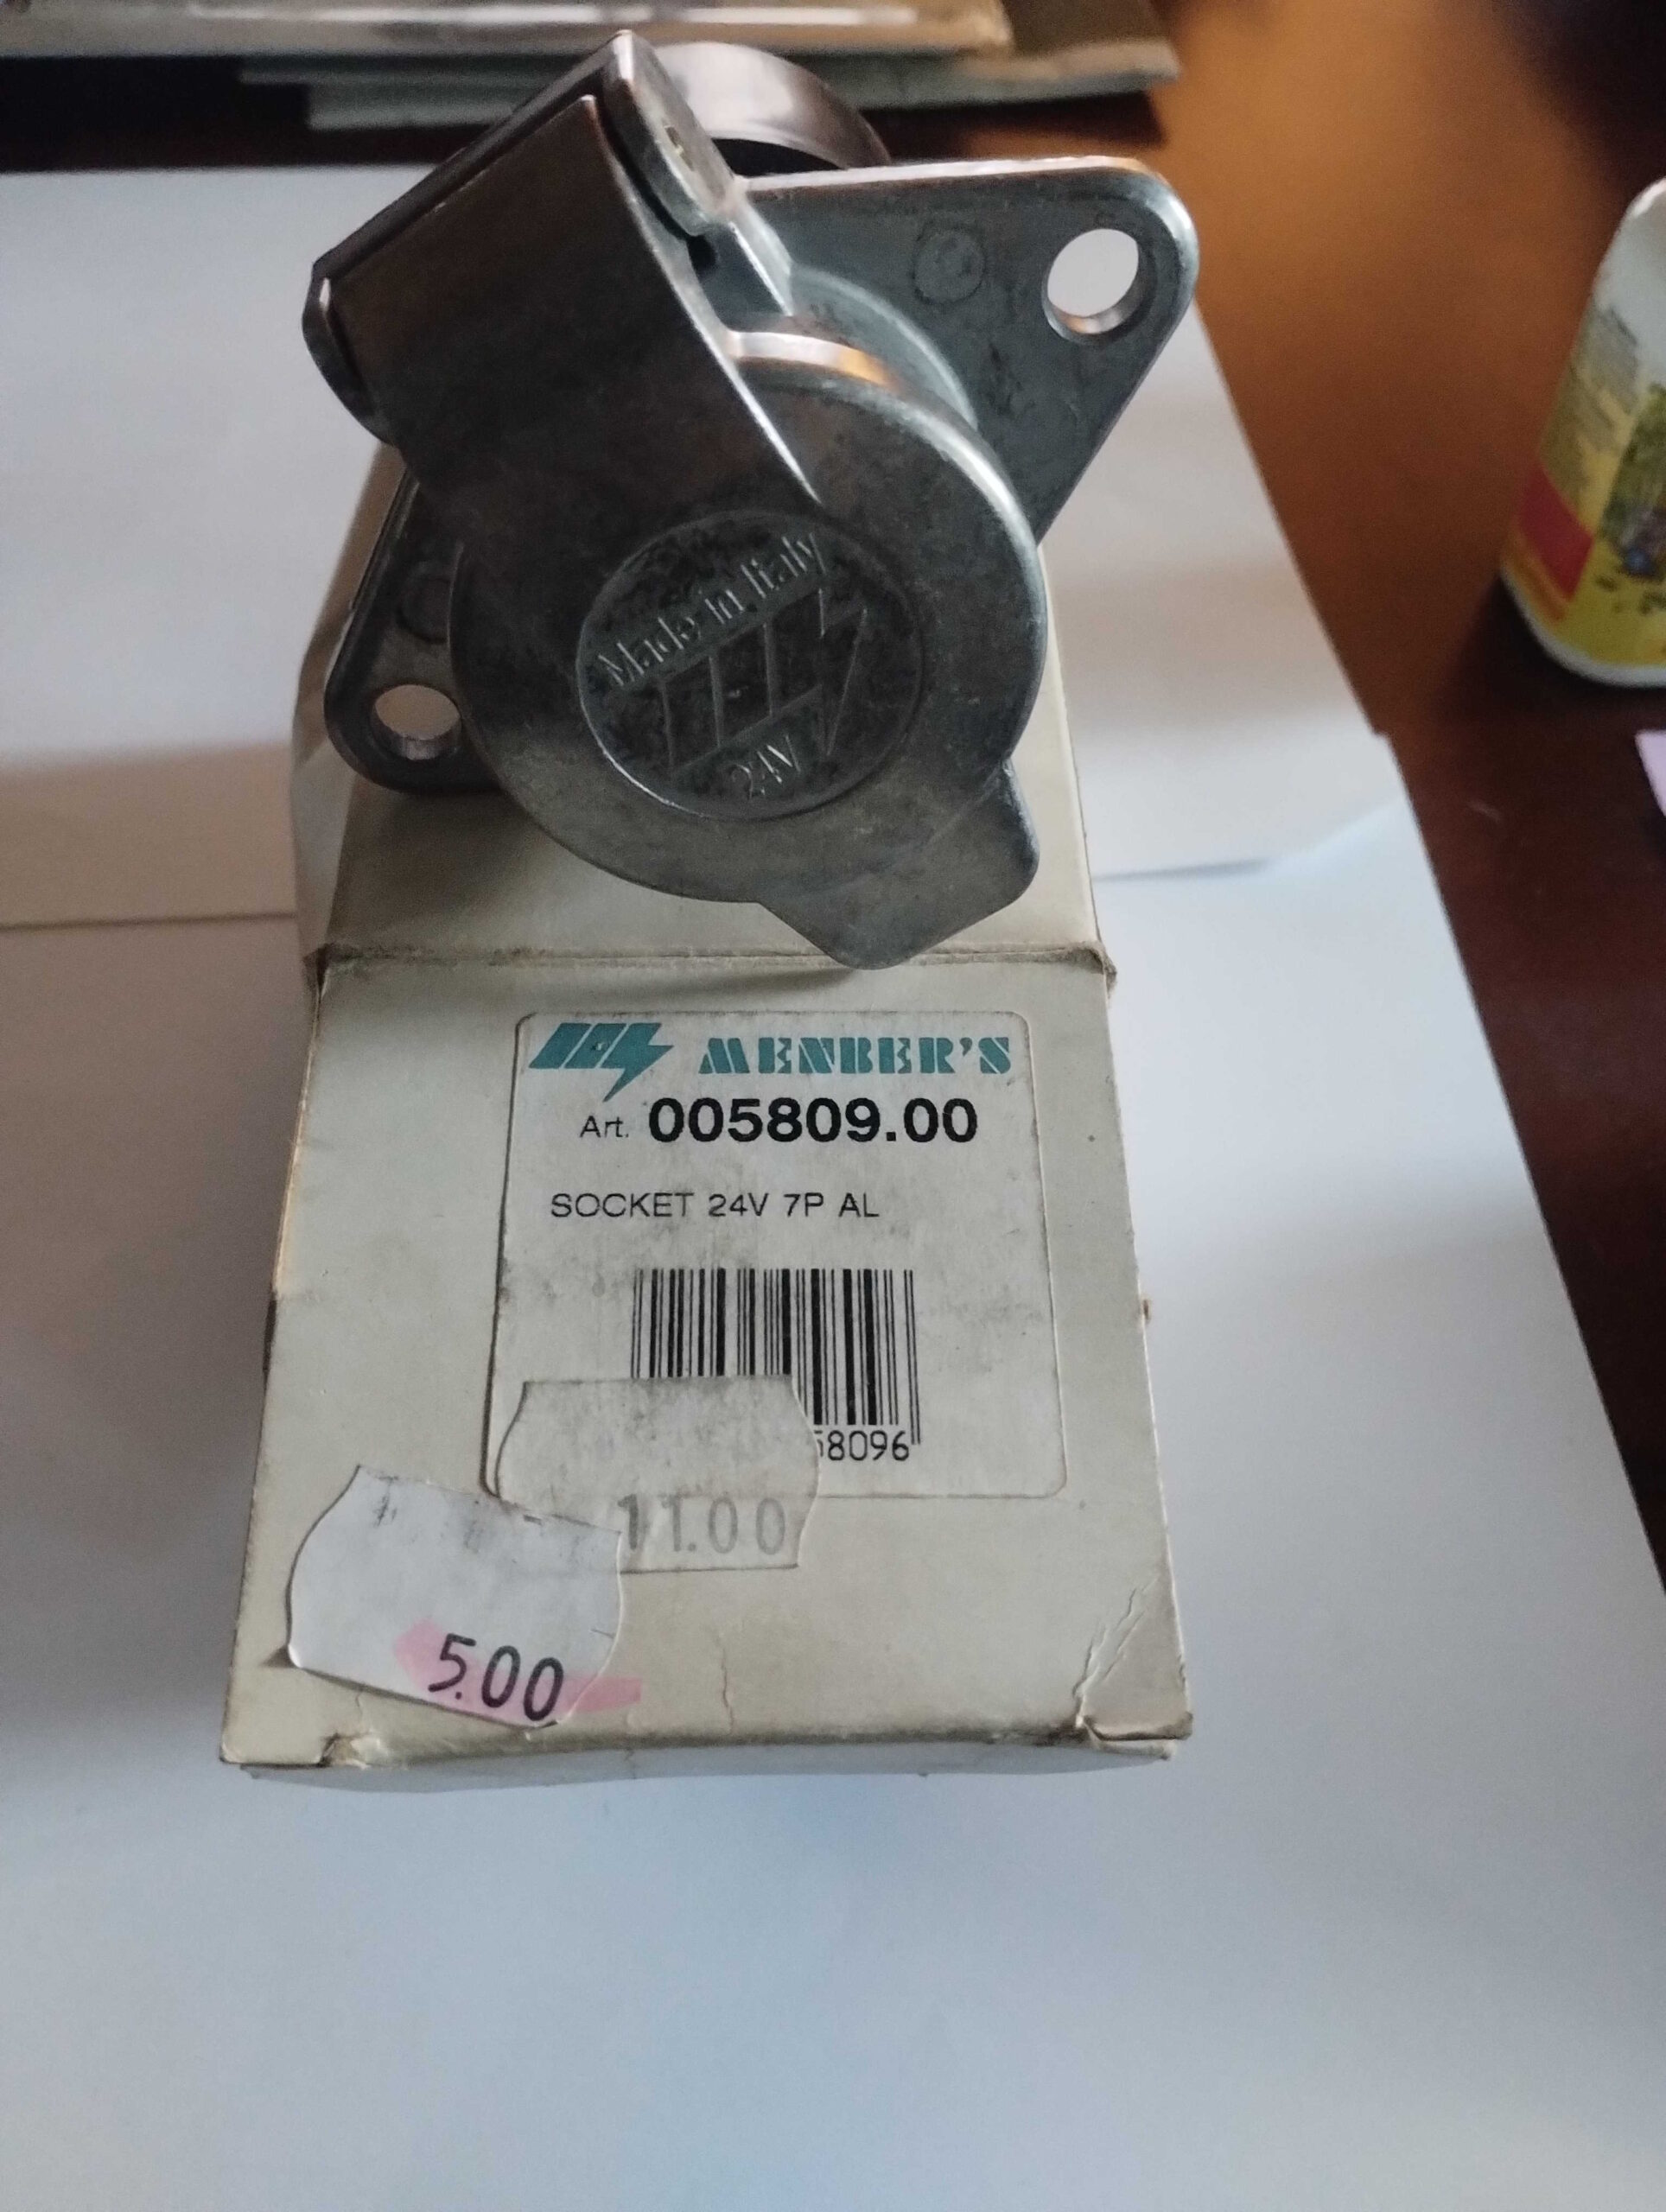 Made in Italy
24V
MENBER'S
Art. 005809.00
SOCKET 24V 7P AL
58096
11.00
5.00